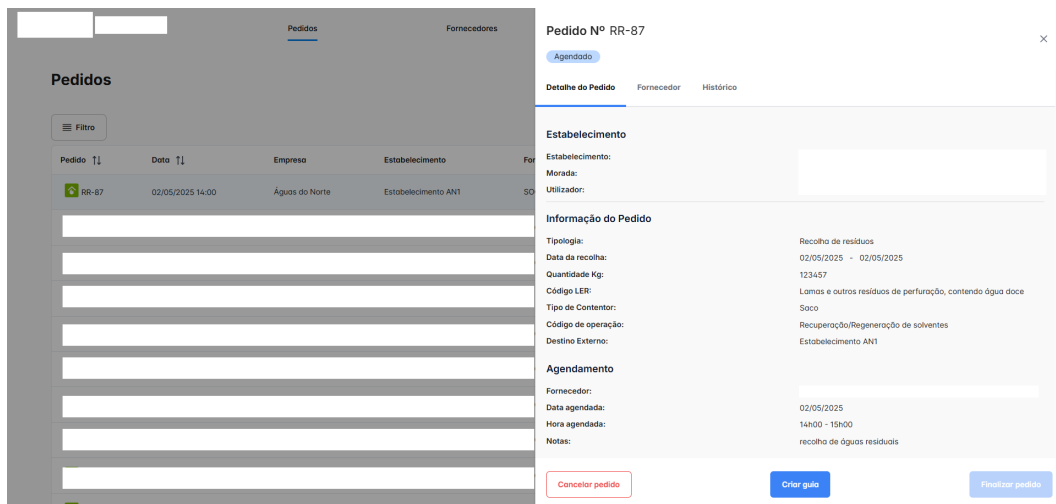 Pedidos
Fornecedores
Pedidos
Filtro
Pedido Data Empresa Estabelecimento
RR-87 02/05/2025 14:00 Águas do Norte Estabelecimento AN1
Pedido Nº RR-87
Agendado
Detalhe do Pedido Fornecedor Histórico
Estabelecimento
Estabelecimento:
Morada:
Utilizador:
Informação do Pedido
Tipologia: Recolha de resíduos
Data da recolha: 02/05/2025 - 02/05/2025
Quantidade Kg: 123457
Código LER: Lamas e outros resíduos de perfuração, contendo água doce
Tipo de Contentor: Saco
Código de operação: Recuperação/Regeneração de solventes
Destino Externo: Estabelecimento AN1
Agendamento
Fornecedor:
Data agendada: 02/05/2025
Hora agendada: 14h00 - 15h00
Notas: recolha de águas residuais
Cancelar pedido Criar guia Finalizar pedido